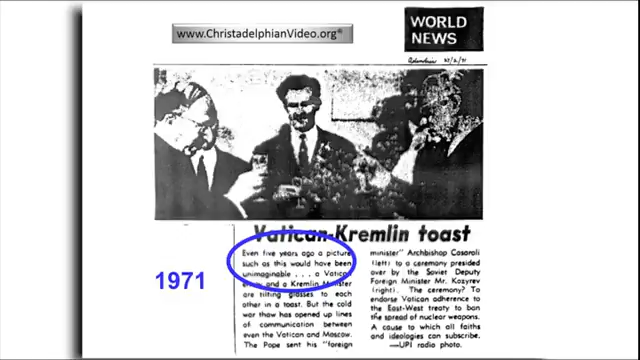 www.ChristadelphianVideo.org®
WORLD
NEWS
Vatican-Kremlin toast
1971
Even five years ago a picture
such as this would have been
unimaginable . . . a Vatican
and a Kremlin Minister
are tilting glasses to each
other in a toast. But the cold
war thaw has opened up lines
of communication between
even the Vatican and Moscow.
The Pope sent his "foreign
minister" Archbishop Casaroli
(left) to a ceremony presided
over by the Soviet Deputy
Foreign Minister Mr. Kozyrev
(right). The ceremony? To
endorse Vatican adherence to
the East-West treaty to ban
the spread of nuclear weapons.
A cause to which all faiths
and ideologies can subscribe.
—UPI radio photo.